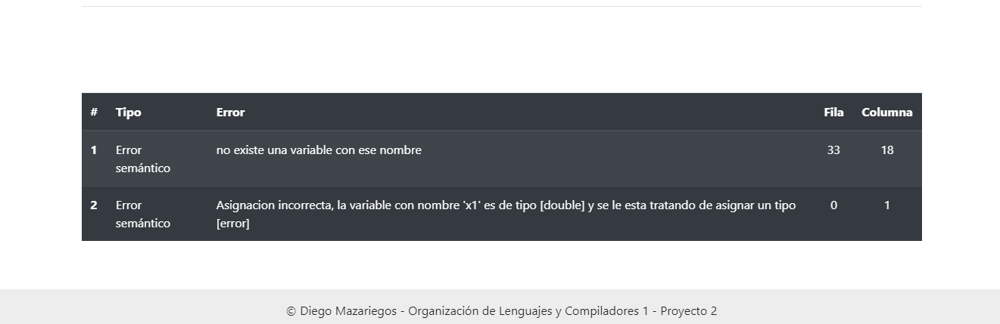 # Tipo Error Fila Columna
1 Error no existe una variable con ese nombre 33 18
semántico
2 Error Asignacion incorrecta, la variable con nombre 'x1' es de tipo [double] y se le esta tratando de asignar un tipo 0 1
semántico [error]
© Diego Mazariegos - Organización de Lenguajes y Compiladores 1 - Proyecto 2